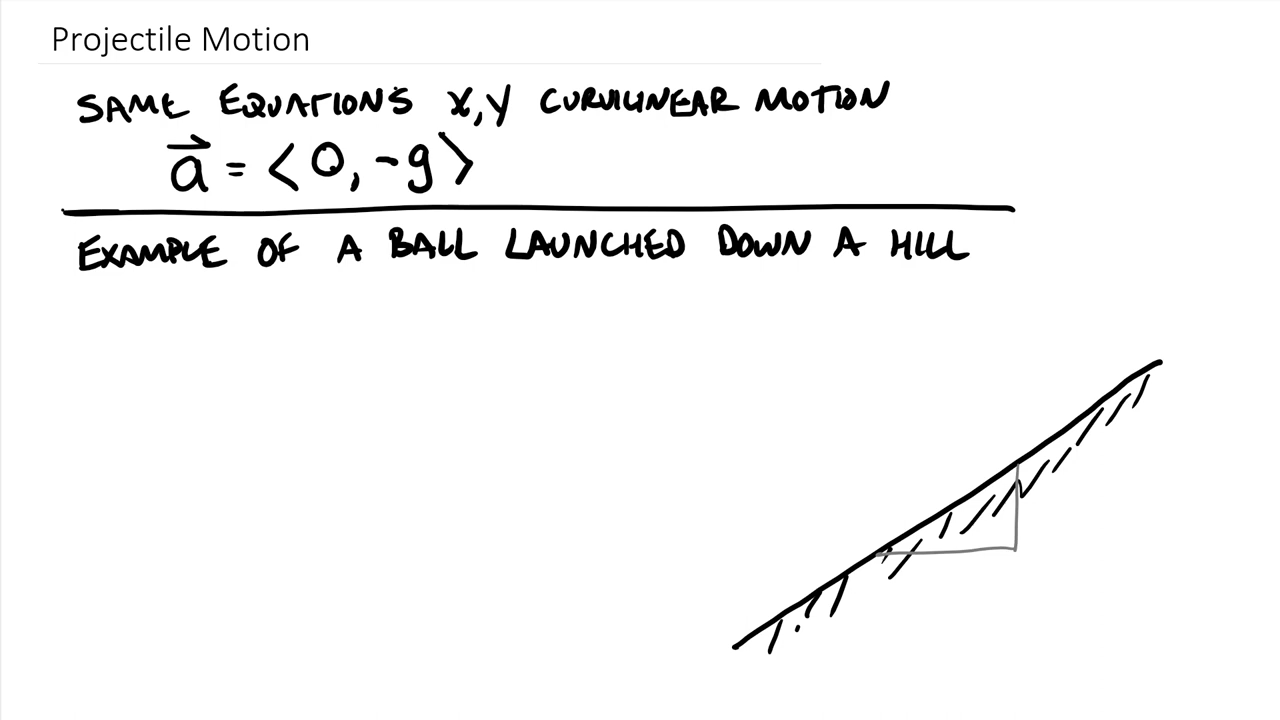 Projectile Motion
SAME EQUATIONS x,y CURVILINEAR MOTION
a⃗ = <0, -g>
EXAMPLE OF A BALL LAUNCHED DOWN A HILL